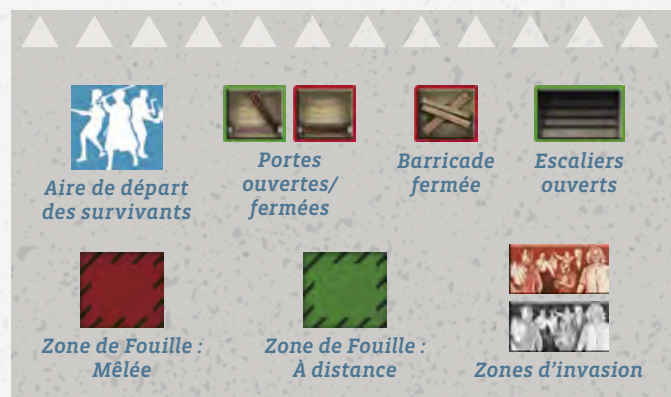 Aire de départ
des survivants
Portes
ouvertes/
fermées
Barricade
fermée
Escaliers
ouverts
Zone de Fouille :
Mêlée
Zone de Fouille :
À distance
Zones d’invasion